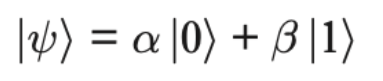 |ψ⟩ = α|0⟩ + β|1⟩